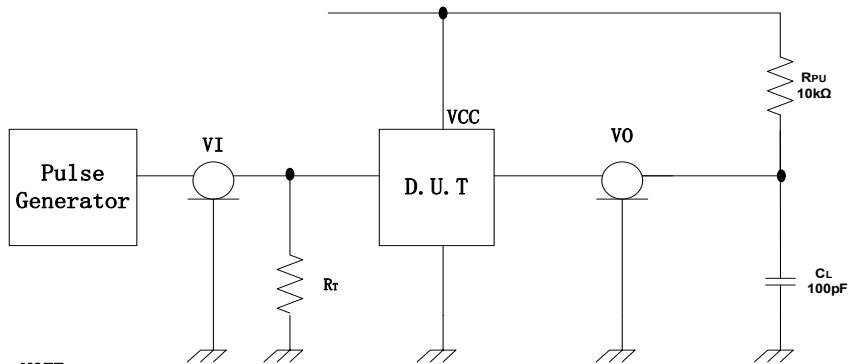 VCC
RPU
10kΩ
VI
VO
Pulse
Generator
D.U.T
RT
CL
100pF